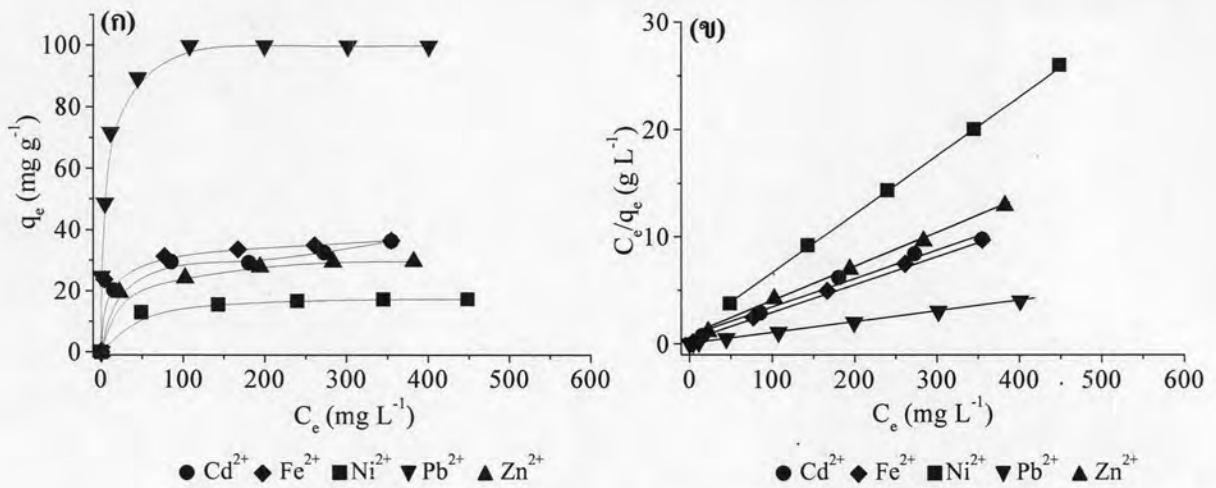 (ก)
100
80
60
40
20
0
qₑ (mg g⁻¹)
0 100 200 300 400 500 600
Cₑ (mg L⁻¹)
● Cd²⁺ ◆ Fe²⁺ ■ Ni²⁺ ▼ Pb²⁺ ▲ Zn²⁺
(ข)
30
20
10
0
Cₑ/qₑ (g L⁻¹)
0 100 200 300 400 500 600
Cₑ (mg L⁻¹)
● Cd²⁺ ◆ Fe²⁺ ■ Ni²⁺ ▼ Pb²⁺ ▲ Zn²⁺